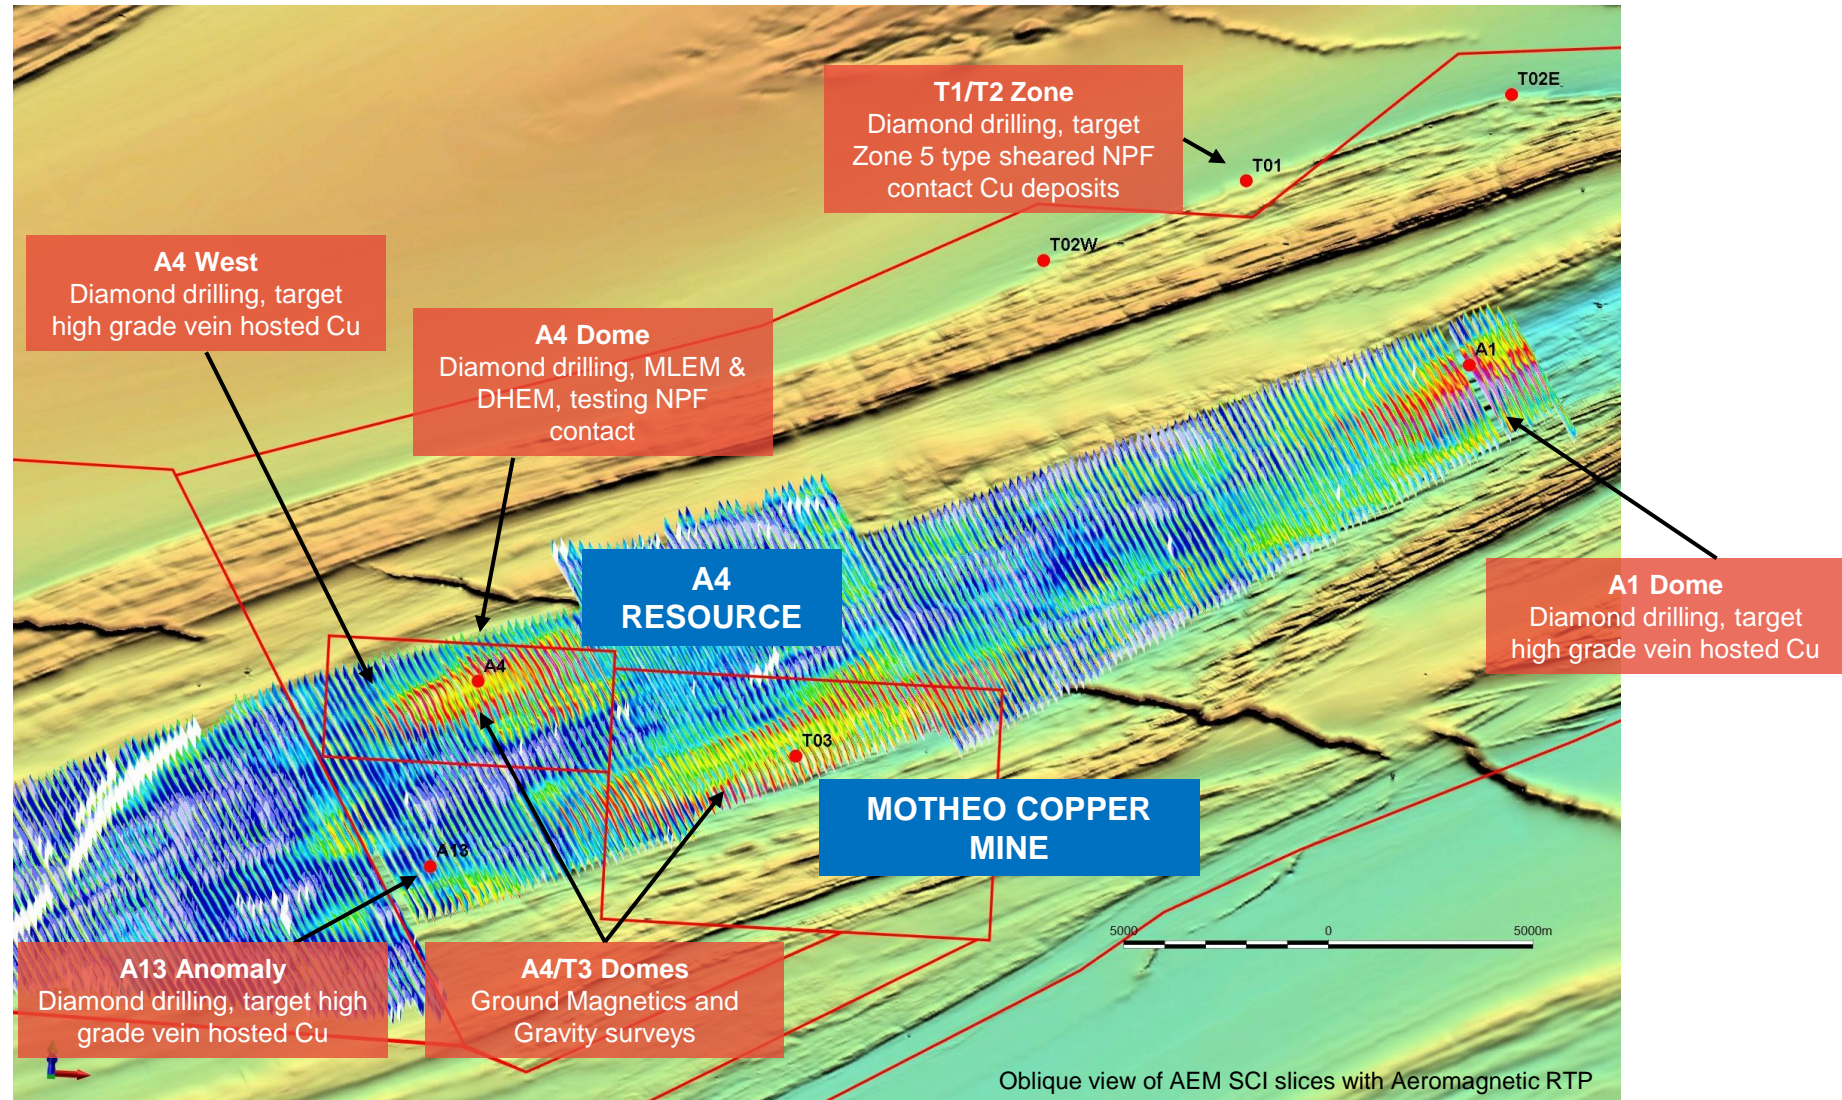 T02E
T1/T2 Zone
Diamond drilling, target
Zone 5 type sheared NPF
contact Cu deposits
T01
T02W
A4 West
Diamond drilling, target
high grade vein hosted Cu
A4 Dome
Diamond drilling, MLEM &
DHEM, testing NPF
contact
A1
A4
RESOURCE
A1 Dome
Diamond drilling, target
high grade vein hosted Cu
A4
T03
MOTHEO COPPER
MINE
A13
5000
0
5000m
A13 Anomaly
Diamond drilling, target high
grade vein hosted Cu
A4/T3 Domes
Ground Magnetics and
Gravity surveys
Oblique view of AEM SCI slices with Aeromagnetic RTP